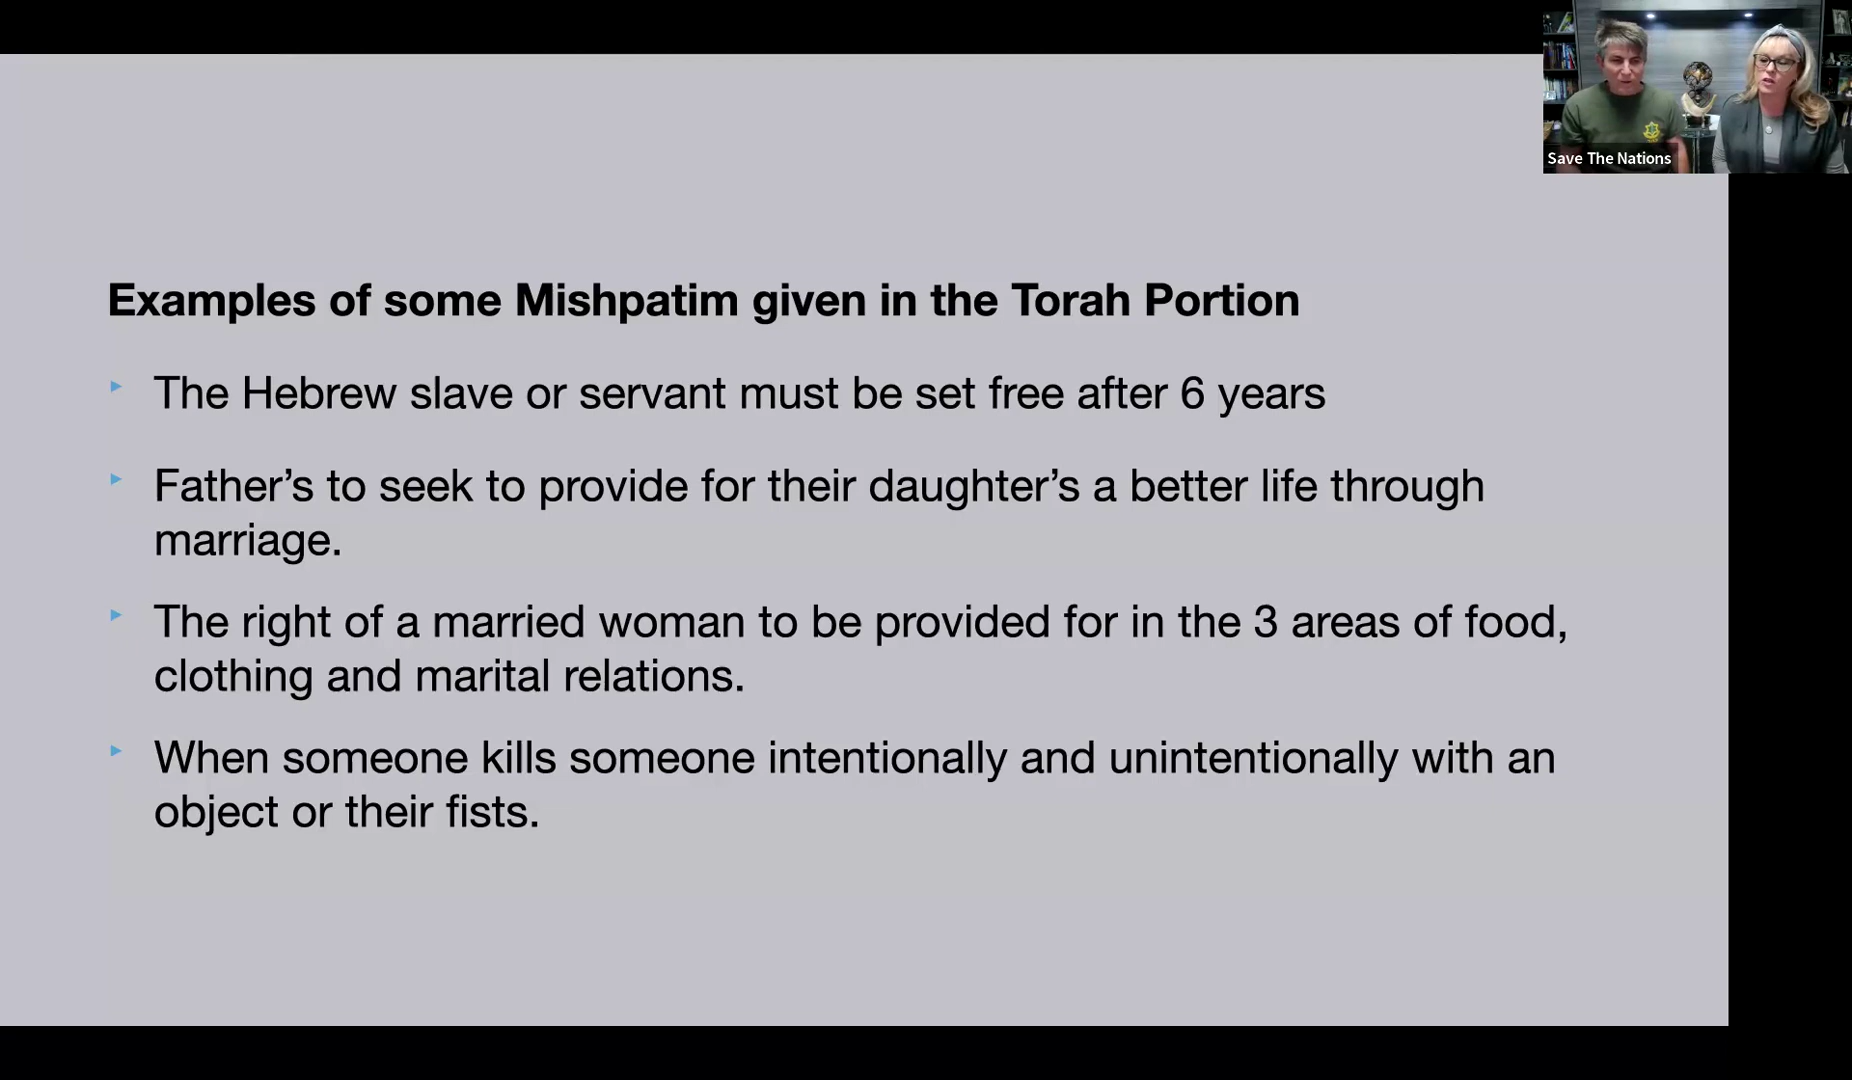 Save The Nations
Examples of some Mishpatim given in the Torah Portion
The Hebrew slave or servant must be set free after 6 years
Father’s to seek to provide for their daughter’s a better life through
marriage.
The right of a married woman to be provided for in the 3 areas of food,
clothing and marital relations.
When someone kills someone intentionally and unintentionally with an
object or their fists.